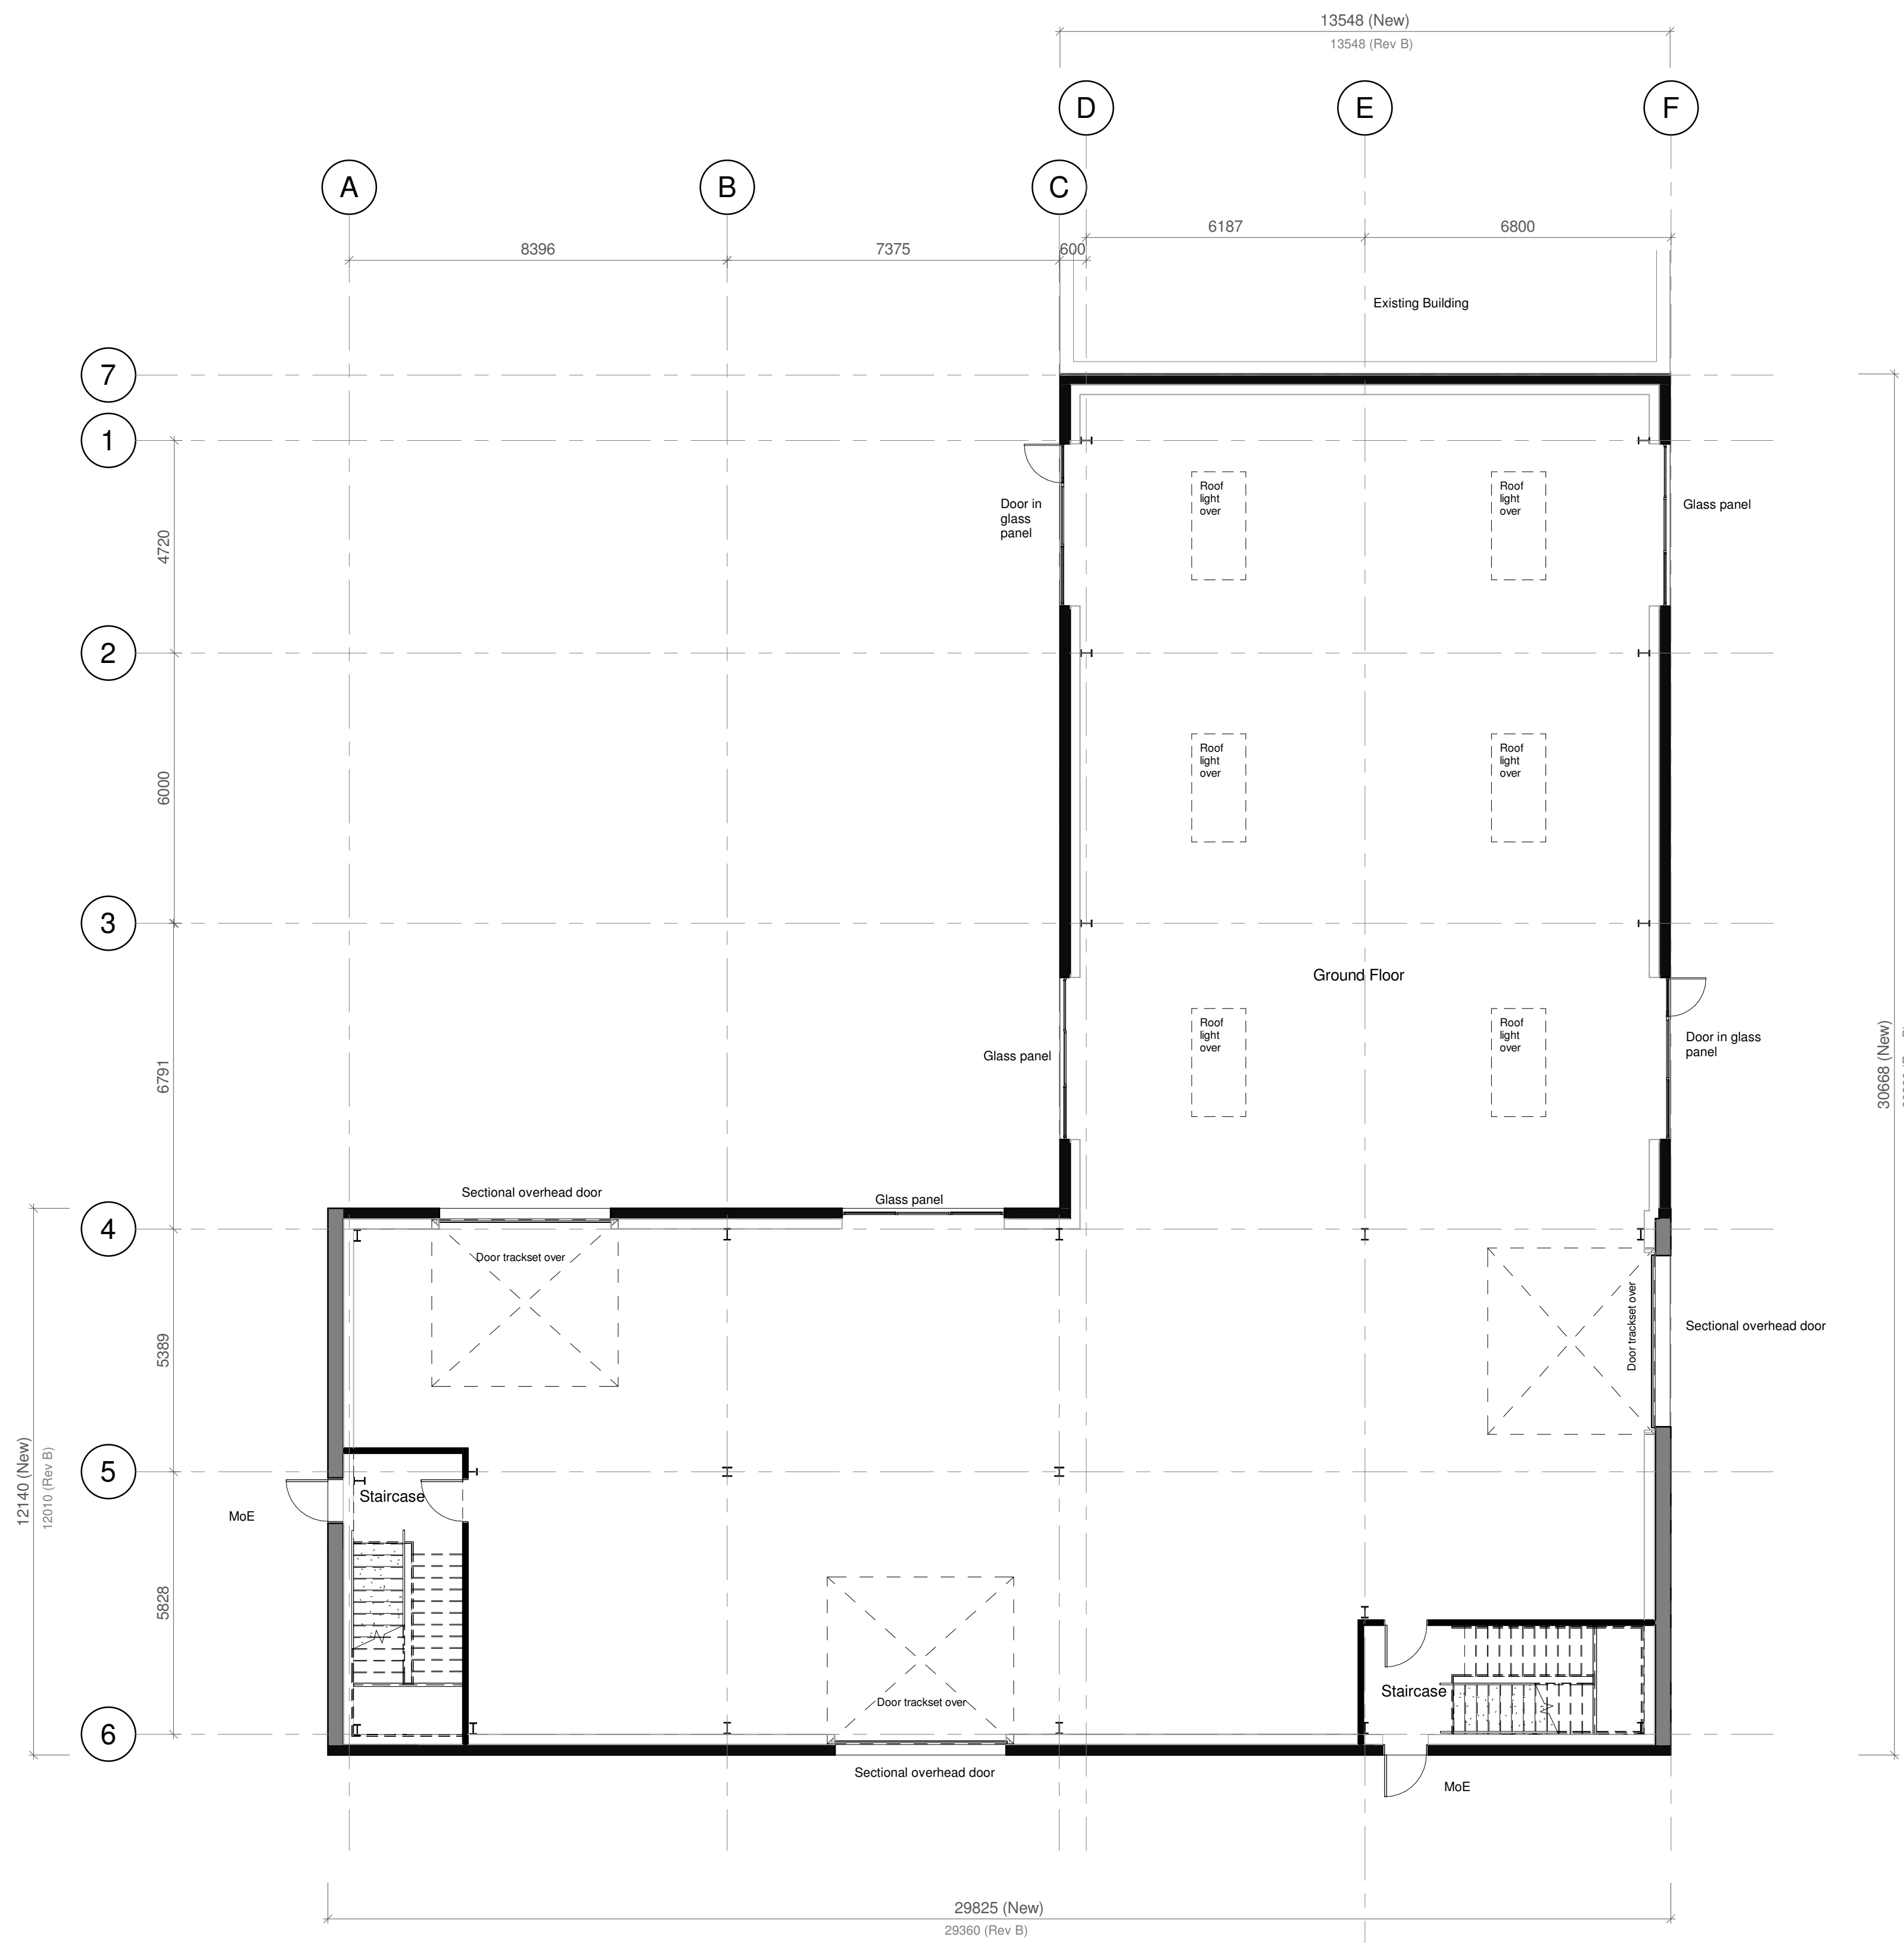 13548 (New)
13548 (Rev B)
D
E
F
A
B
C
6187
6800
8396
7375
600
Existing Building
7
1
Roof
light
over
Roof
light
over
Door in
glass
panel
Glass panel
4720
2
Roof
light
over
Roof
light
over
6000
3
Ground Floor
Roof
light
over
Roof
light
over
Glass panel
Door in glass
panel
6791
30668 (New)
Sectional overhead door
Glass panel
4
Door trackset over
Door trackset over
Sectional overhead door
5389
5
Staircase
MoE
12140 (New)
12010 (Rev B)
5828
Door trackset over
Staircase
6
Sectional overhead door
MoE
29825 (New)
29360 (Rev B)